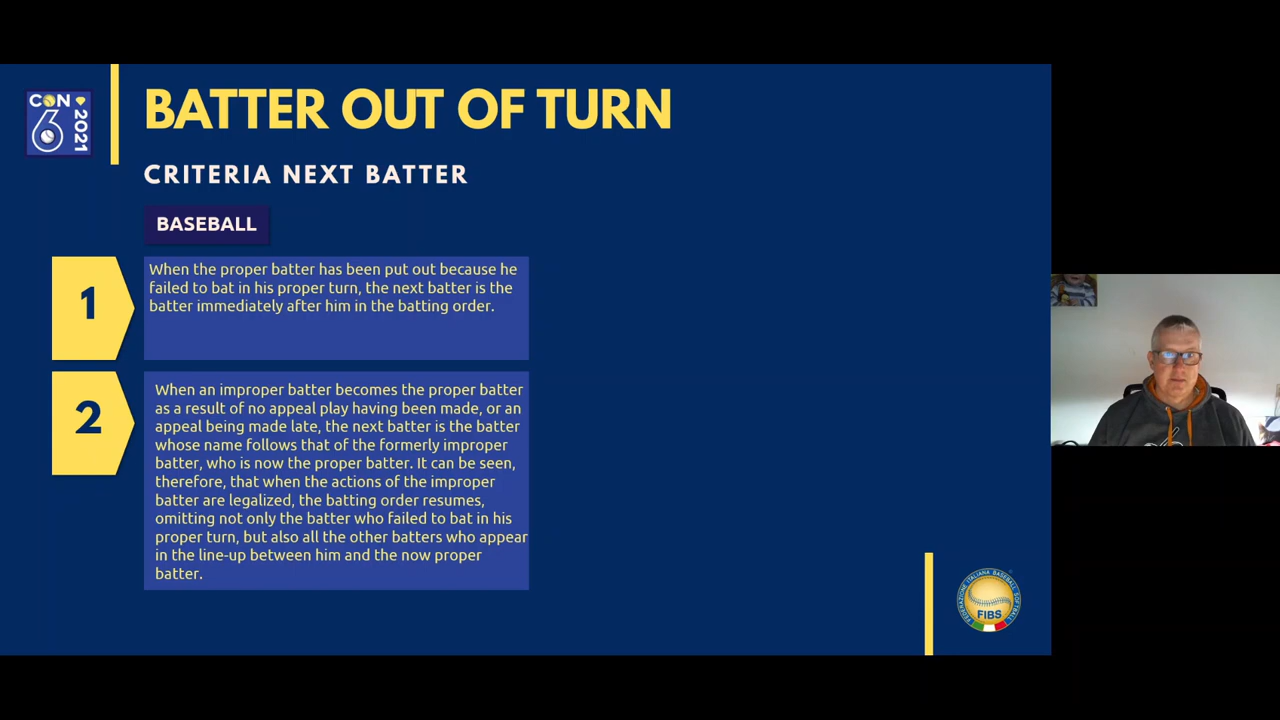 CON
6
2021
BATTER OUT OF TURN
CRITERIA NEXT BATTER
BASEBALL
1
When the proper batter has been put out because he
failed to bat in his proper turn, the next batter is the
batter immediately after him in the batting order.
2
When an improper batter becomes the proper batter
as a result of no appeal play having been made, or an
appeal being made late, the next batter is the batter
whose name follows that of the formerly improper
batter, who is now the proper batter. It can be seen,
therefore, that when the actions of the improper
batter are legalized, the batting order resumes,
omitting not only the batter who failed to bat in his
proper turn, but also all the other batters who appear
in the line-up between him and the now proper
batter.
FEDERAZIONE ITALIANA BASEBALL SOFTBALL
FIBS